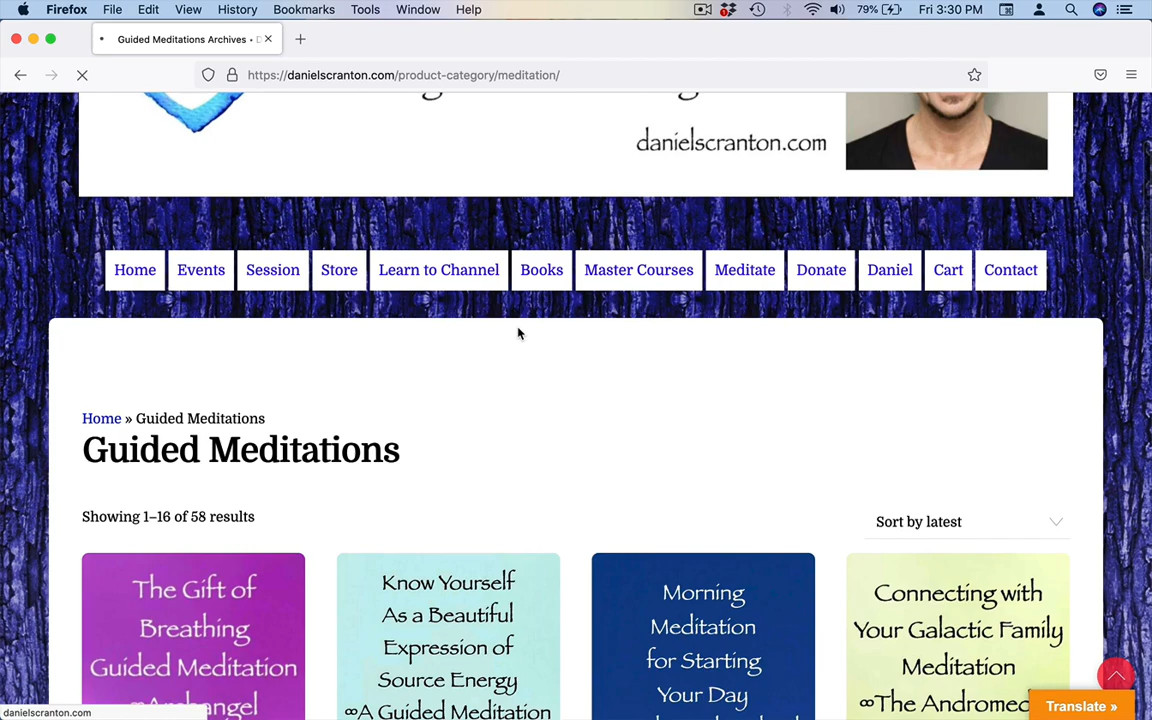 Firefox File Edit View History Bookmarks Tools Window Help 79% Fri 3:30 PM
Guided Meditations Archives •
https://danielscranton.com/product-category/meditation/
danielscranton.com
Home Events Session Store Learn to Channel Books Master Courses Meditate Donate Daniel Cart Contact
Home » Guided Meditations
Guided Meditations
Showing 1–16 of 58 results
Sort by latest
The Gift of
Breathing
Guided Meditation
∞Archangel
Know Yourself
As a Beautiful
Expression of
Source Energy
∞A Guided Meditation
Morning
Meditation
for Starting
Your Day
Connecting with
Your Galactic Family
Meditation
∞The Andromed
Translate »
danielscranton.com